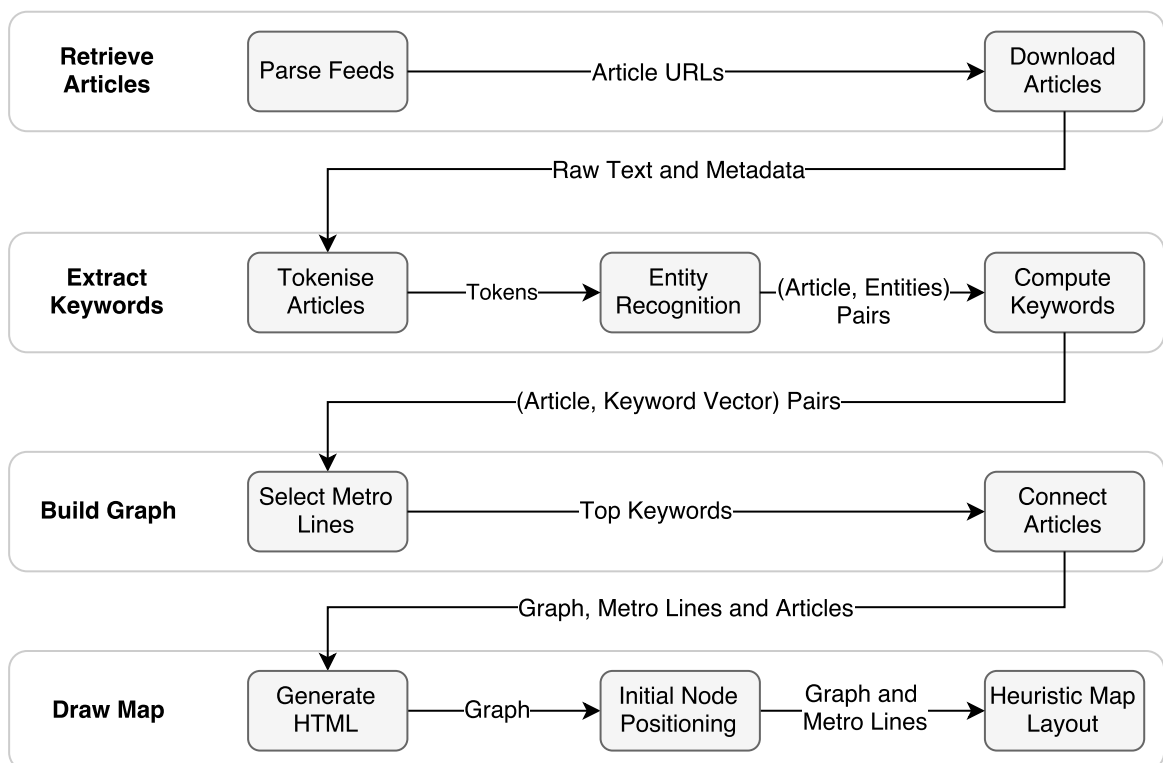 Retrieve
Articles
Parse Feeds
Article URLs
Download
Articles
Raw Text and Metadata
Extract
Keywords
Tokenise
Articles
Tokens
Entity
Recognition
(Article, Entities)
Pairs
Compute
Keywords
(Article, Keyword Vector) Pairs
Build Graph
Select Metro
Lines
Top Keywords
Connect
Articles
Graph, Metro Lines and Articles
Draw Map
Generate
HTML
Graph
Initial Node
Positioning
Graph and
Metro Lines
Heuristic Map
Layout